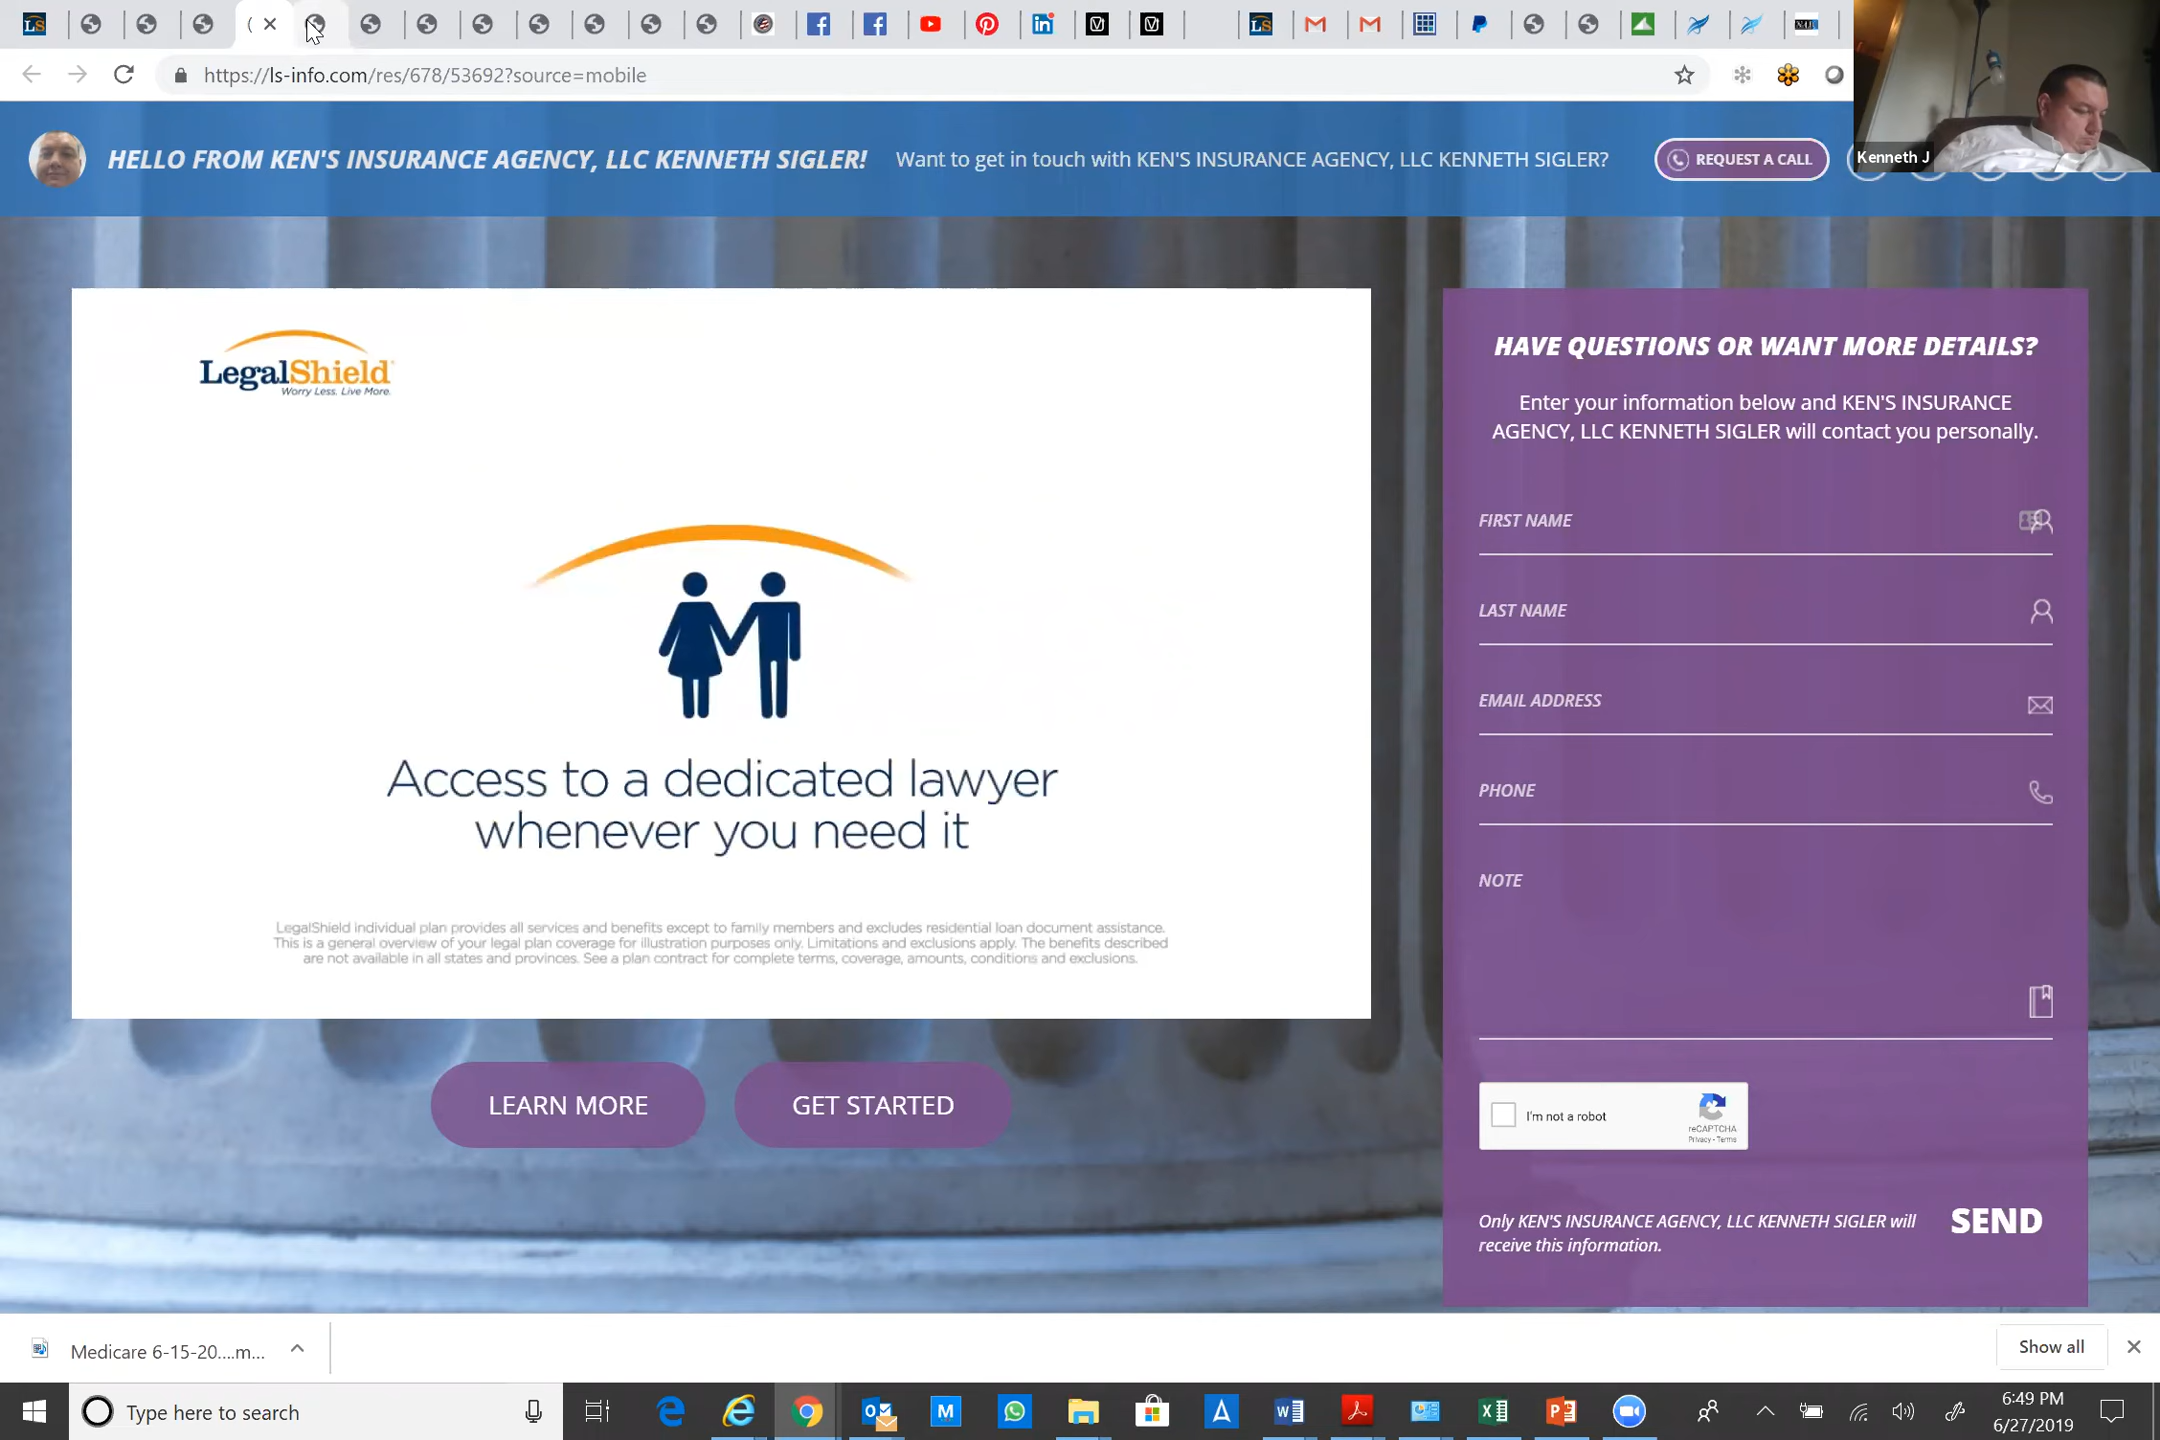 https://ls-info.com/res/678/53692?source=mobile
HELLO FROM KEN'S INSURANCE AGENCY, LLC KENNETH SIGLER!
Want to get in touch with KEN'S INSURANCE AGENCY, LLC KENNETH SIGLER?
REQUEST A CALL
Kenneth J
LegalShield
Worry Less. Live More.
Access to a dedicated lawyer
whenever you need it
LegalShield individual plan provides all services and benefits except to family members and excludes residential loan document assistance.
This is a general overview of your legal plan coverage for illustration purposes only. Limitations and exclusions apply. The benefits described
are not available in all states and provinces. See a plan contract for complete terms, coverage, amounts, conditions and exclusions.
LEARN MORE
GET STARTED
HAVE QUESTIONS OR WANT MORE DETAILS?
Enter your information below and KEN'S INSURANCE
AGENCY, LLC KENNETH SIGLER will contact you personally.
FIRST NAME
LAST NAME
EMAIL ADDRESS
PHONE
NOTE
I'm not a robot
reCAPTCHA
Privacy - Terms
Only KEN'S INSURANCE AGENCY, LLC KENNETH SIGLER will
receive this information.
SEND
Medicare 6-15-20....m...
Show all
Type here to search
6:49 PM
6/27/2019